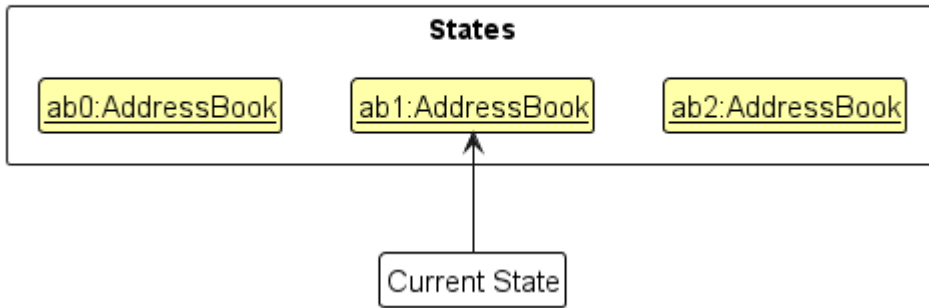 States
ab0:AddressBook
ab1:AddressBook
ab2:AddressBook
Current State